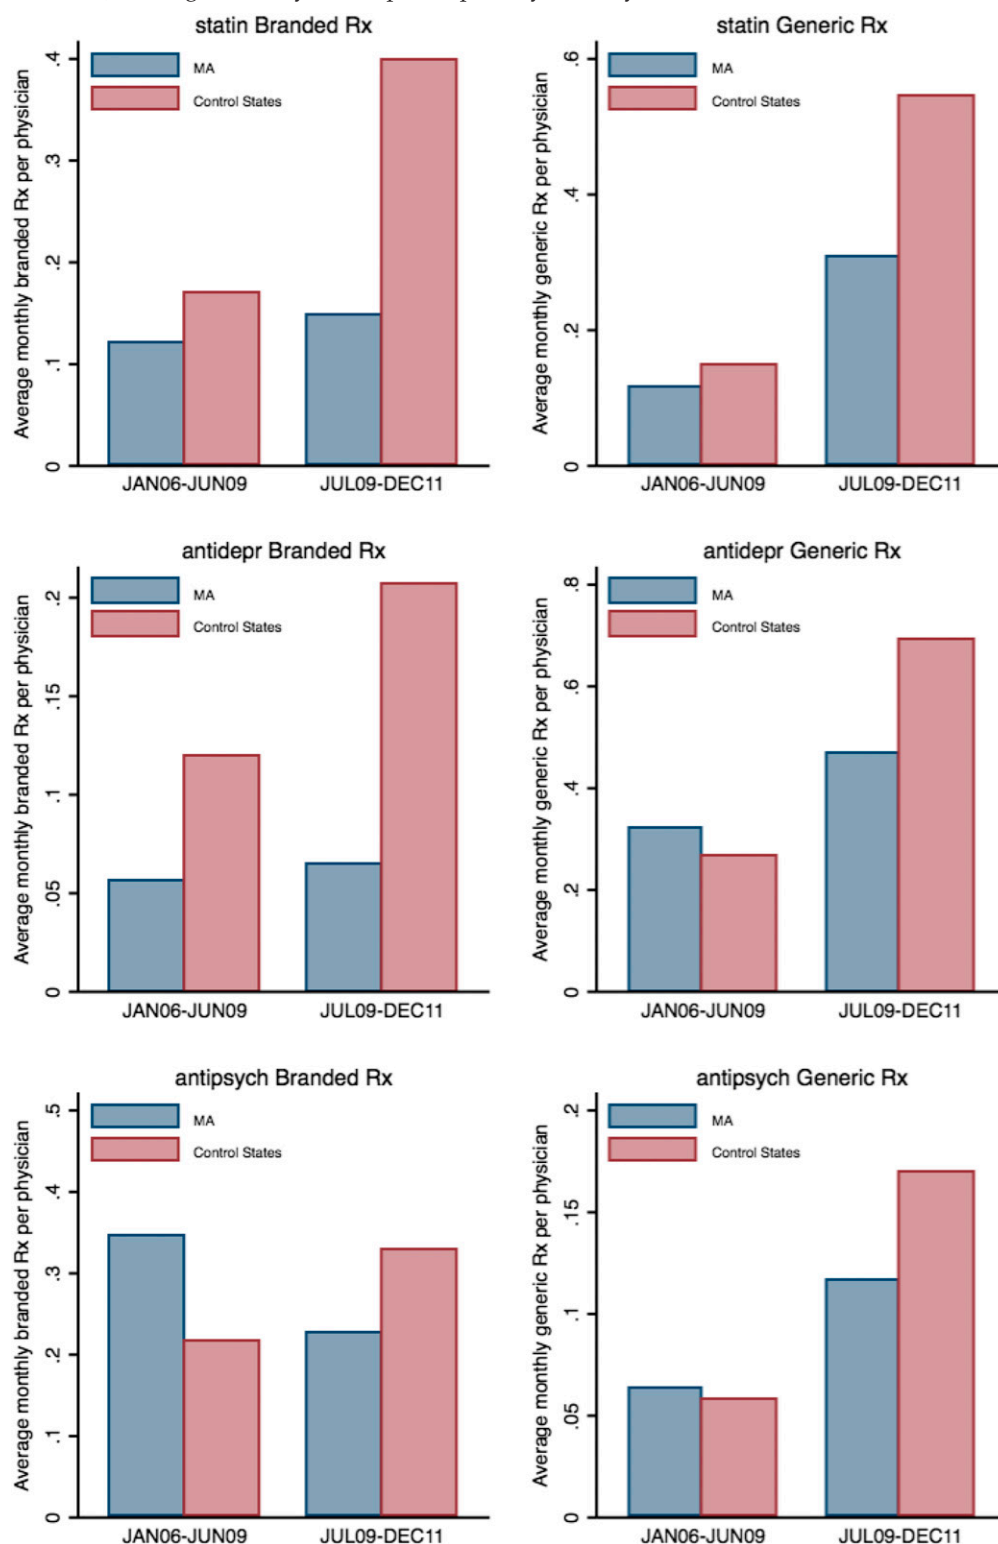 statin Branded Rx
Average monthly branded Rx per physician
.4
.3
.2
.1
0
MA
Control States
JAN06-JUN09
JUL09-DEC11
statin Generic Rx
Average monthly generic Rx per physician
.6
.4
.2
0
MA
Control States
JAN06-JUN09
JUL09-DEC11
antidepr Branded Rx
Average monthly branded Rx per physician
.2
.15
.1
.05
0
MA
Control States
JAN06-JUN09
JUL09-DEC11
antidepr Generic Rx
Average monthly generic Rx per physician
.8
.6
.4
.2
0
MA
Control States
JAN06-JUN09
JUL09-DEC11
antipsych Branded Rx
Average monthly branded Rx per physician
.5
.4
.3
.2
.1
0
MA
Control States
JAN06-JUN09
JUL09-DEC11
antipsych Generic Rx
Average monthly generic Rx per physician
.2
.15
.1
.05
0
MA
Control States
JAN06-JUN09
JUL09-DEC11